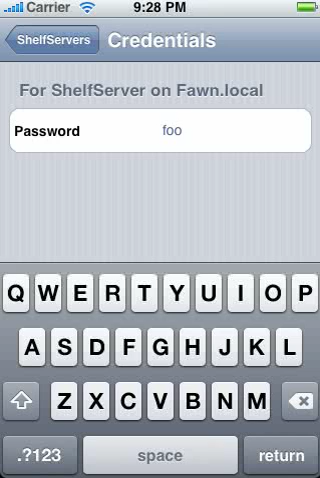 Carrier 9:28 PM
ShelfServers Credentials
For ShelfServer on Fawn.local
Password foo
Q W E R T Y U I O P
A S D F G H J K L
Z X C V B N M
.?123 space return